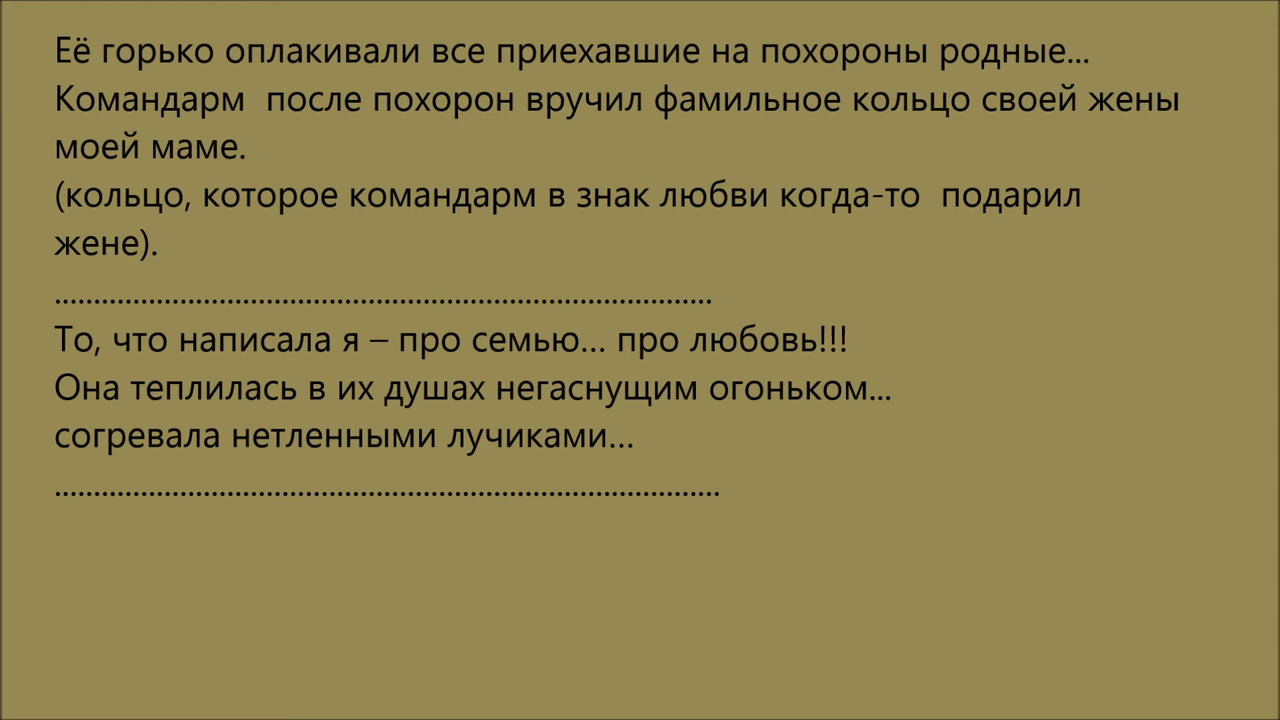 Её горько оплакивали все приехавшие на похороны родные...
Командарм  после похорон вручил фамильное кольцо своей жены
моей маме.
(кольцо, которое командарм в знак любви когда-то  подарил
жене).
.....................................................................................
То, что написала я – про семью… про любовь!!!
Она теплилась в их душах негаснущим огоньком...
согревала нетленными лучиками…
......................................................................................